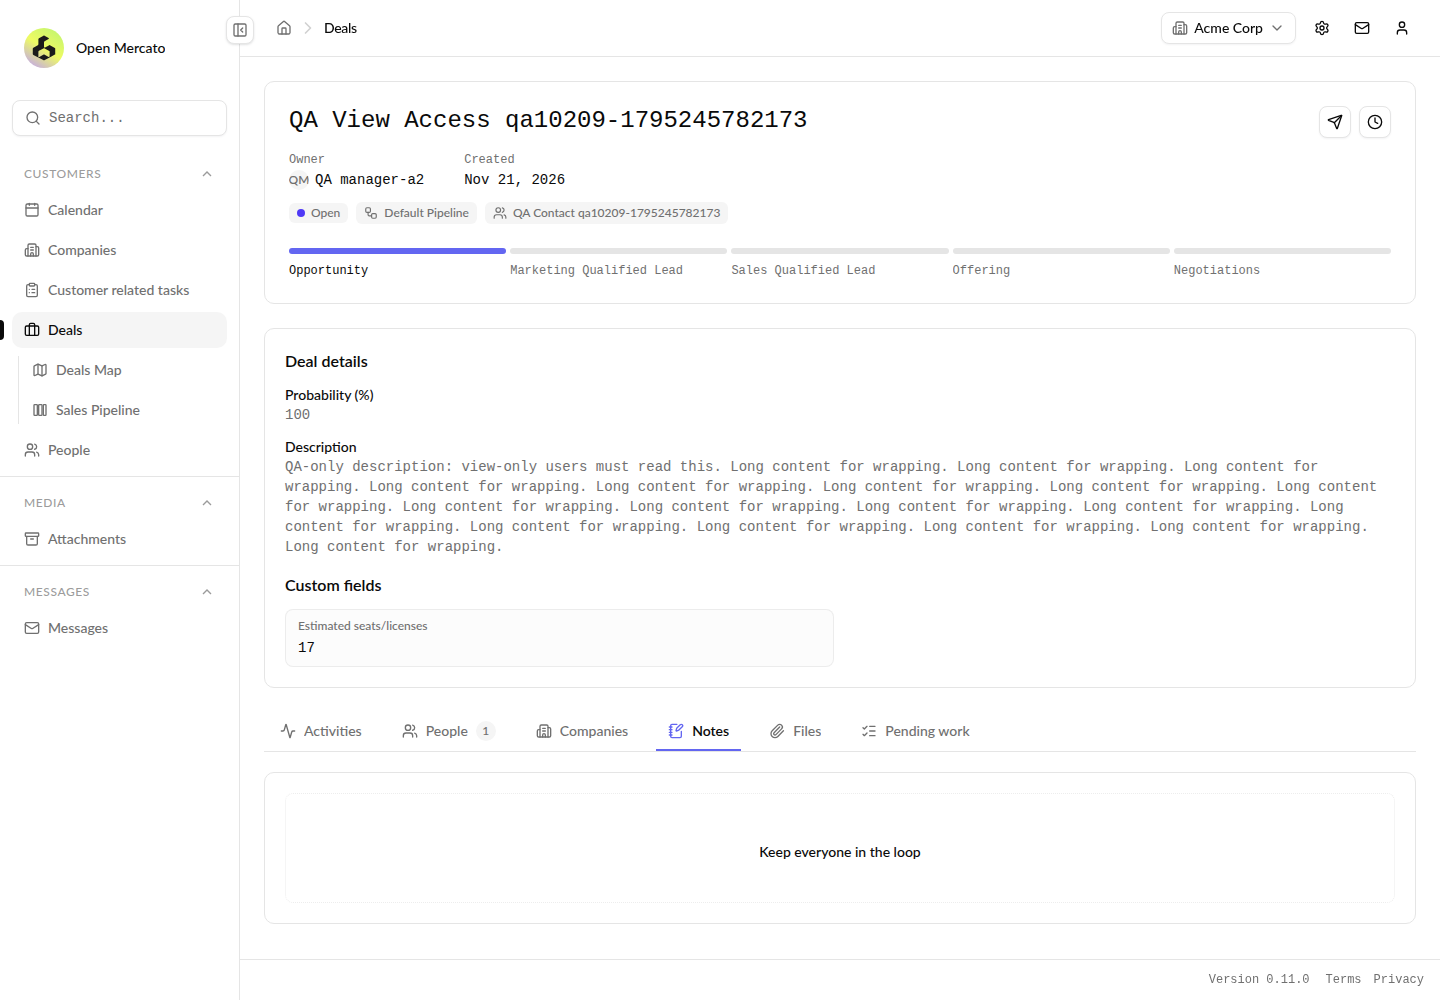 Open Mercato
Search...
CUSTOMERS
Calendar
Companies
Customer related tasks
Deals
Deals Map
Sales Pipeline
People
MEDIA
Attachments
MESSAGES
Messages
Deals
Acme Corp
QA View Access qa10209-1795245782173
Owner
Created
QM QA manager-a2
Nov 21, 2026
Open
Default Pipeline
QA Contact qa10209-1795245782173
Opportunity
Marketing Qualified Lead
Sales Qualified Lead
Offering
Negotiations
Deal details
Probability (%)
100
Description
QA-only description: view-only users must read this. Long content for wrapping. Long content for wrapping. Long content for
wrapping. Long content for wrapping. Long content for wrapping. Long content for wrapping. Long content for wrapping. Long content
for wrapping. Long content for wrapping. Long content for wrapping. Long content for wrapping. Long content for wrapping. Long
content for wrapping. Long content for wrapping. Long content for wrapping. Long content for wrapping. Long content for wrapping.
Long content for wrapping.
Custom fields
Estimated seats/licenses
17
Activities
People 1
Companies
Notes
Files
Pending work
Keep everyone in the loop
Version 0.11.0
Terms
Privacy